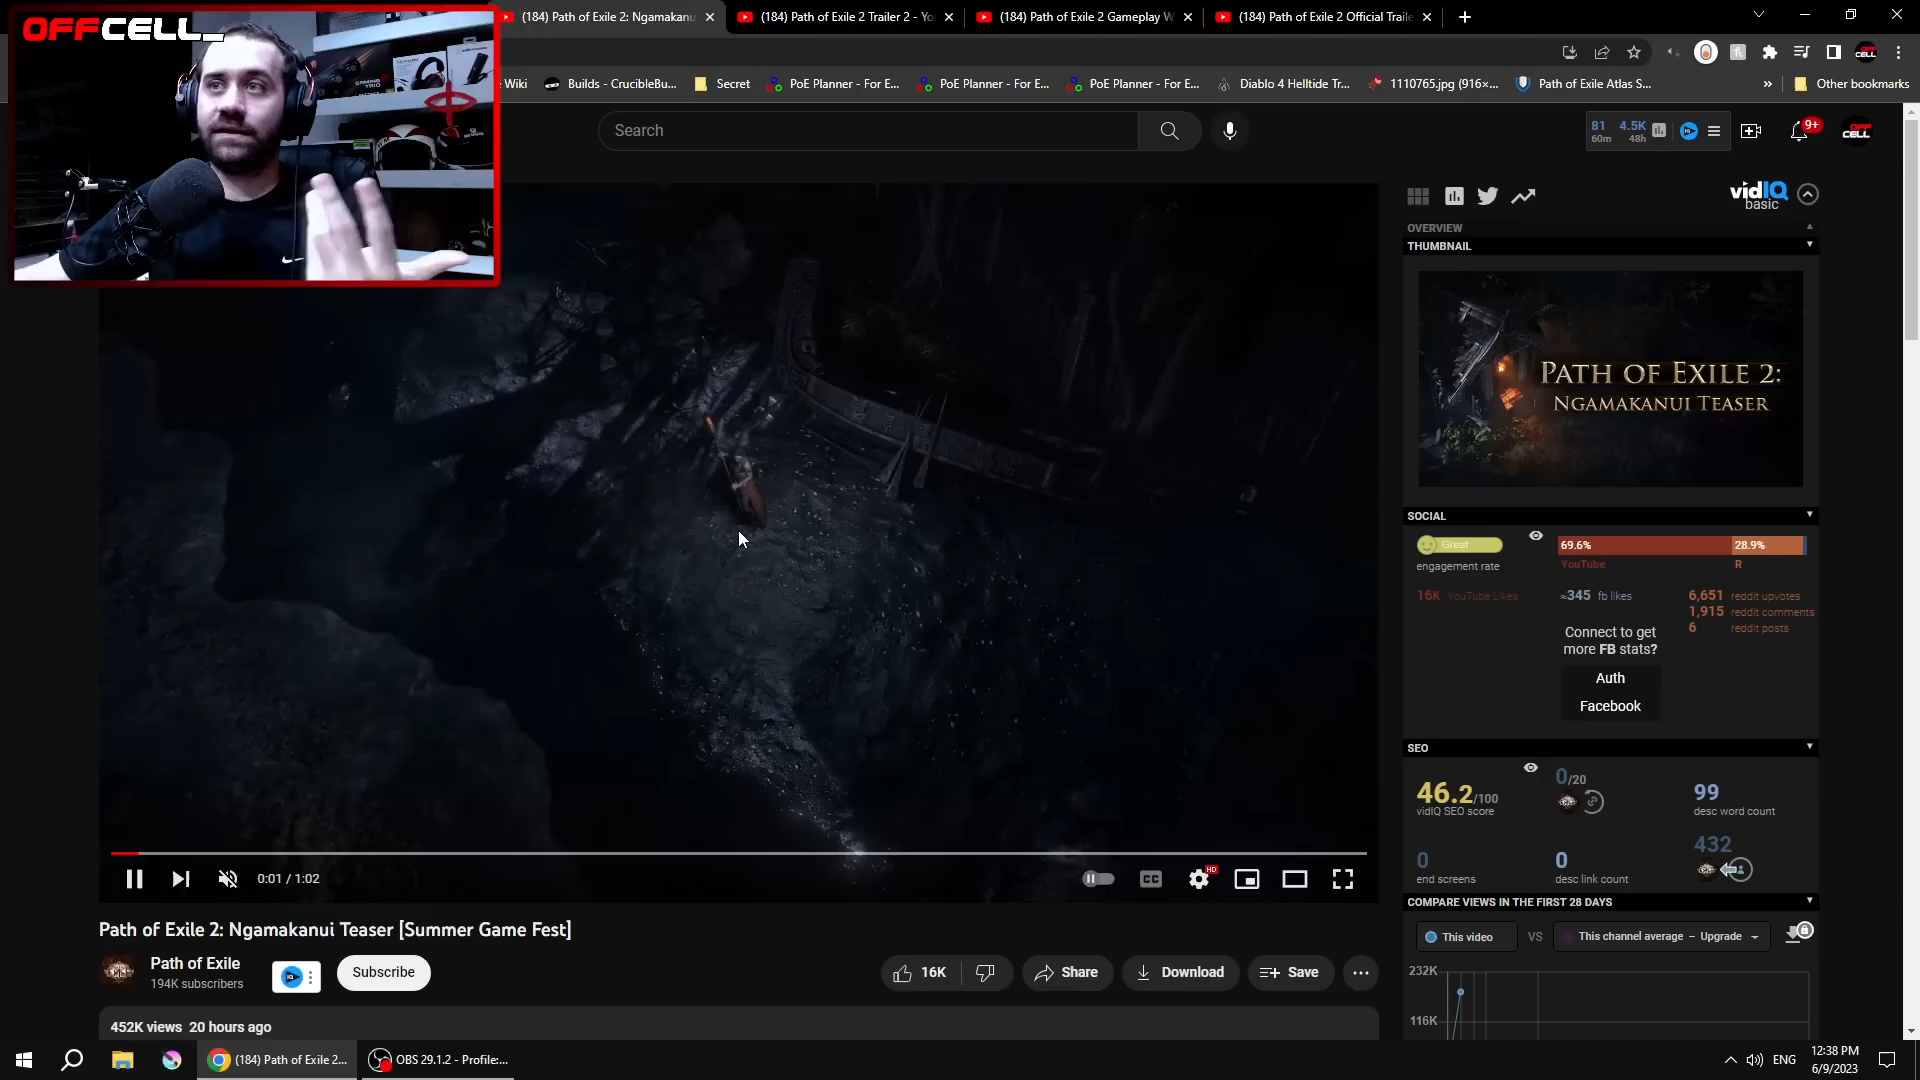 OFFCELL_
(184) Path of Exile 2: Ngamakanu
(184) Path of Exile 2 Trailer 2 - Yo
(184) Path of Exile 2 Gameplay W
(184) Path of Exile 2 Official Traile
Wiki
Builds - CrucibleBu...
Secret
PoE Planner - For E...
PoE Planner - For E...
PoE Planner - For E...
Diablo 4 Helltide Tr...
1110765.jpg (916×...
Path of Exile Atlas S...
»
Other bookmarks
Search
81 4.5K
60m 48h
9+
OFF
CELL
vidIQ
basic
OVERVIEW
THUMBNAIL
PATH OF EXILE 2:
NGAMAKANUI TEASER
SOCIAL
Great
engagement rate
69.6% 28.9%
YouTube R
16K YouTube Likes
≈345 fb likes
6,651 reddit upvotes
1,915 reddit comments
6 reddit posts
Connect to get
more FB stats?
Auth
Facebook
SEO
46.2/100
vidIQ SEO score
0/20
99
desc word count
432
0
end screens
0
desc link count
COMPARE VIEWS IN THE FIRST 28 DAYS
This video VS This channel average – Upgrade
232K
116K
0:01 / 1:02
CC
HD
Path of Exile 2: Ngamakanui Teaser [Summer Game Fest]
Path of Exile
194K subscribers
Subscribe
16K
Share
Download
Save
452K views 20 hours ago
(184) Path of Exile 2...
OBS 29.1.2 - Profile:...
ENG
12:38 PM
6/9/2023